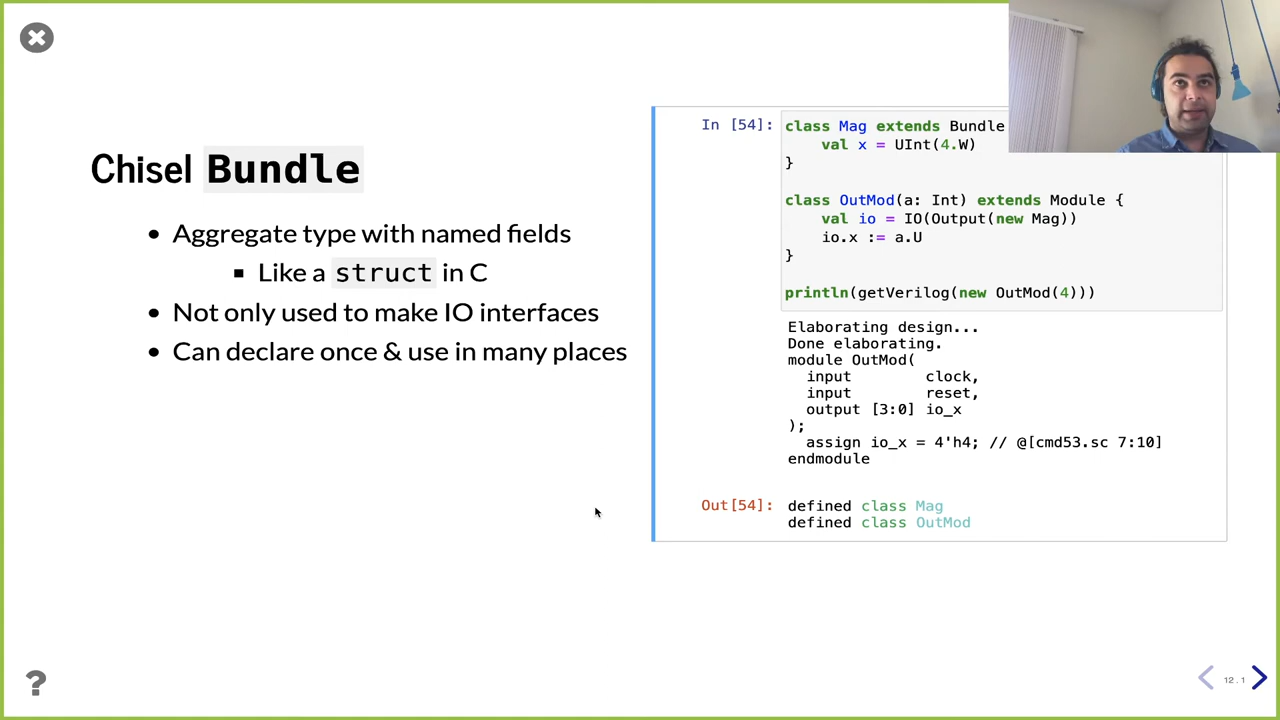 Chisel Bundle
• Aggregate type with named fields
▪ Like a struct in C
• Not only used to make IO interfaces
• Can declare once & use in many places
In [54]:
class Mag extends Bundle
    val x = UInt(4.W)
}

class OutMod(a: Int) extends Module {
    val io = IO(Output(new Mag))
    io.x := a.U
}

println(getVerilog(new OutMod(4)))
Elaborating design...
Done elaborating.
module OutMod(
  input        clock,
  input        reset,
  output [3:0] io_x
);
  assign io_x = 4'h4; // @[cmd53.sc 7:10]
endmodule
Out[54]:
defined class Mag
defined class OutMod
?
12.1